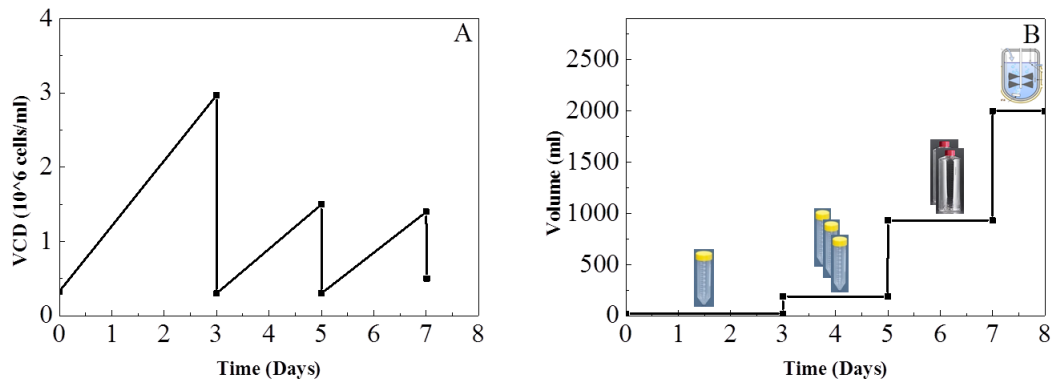 A
4
3
2
1
0
VCD (10^6 cells/ml)
0 1 2 3 4 5 6 7 8
Time (Days)
B
2500
2000
1500
1000
500
0
Volume (ml)
0 1 2 3 4 5 6 7 8
Time (Days)